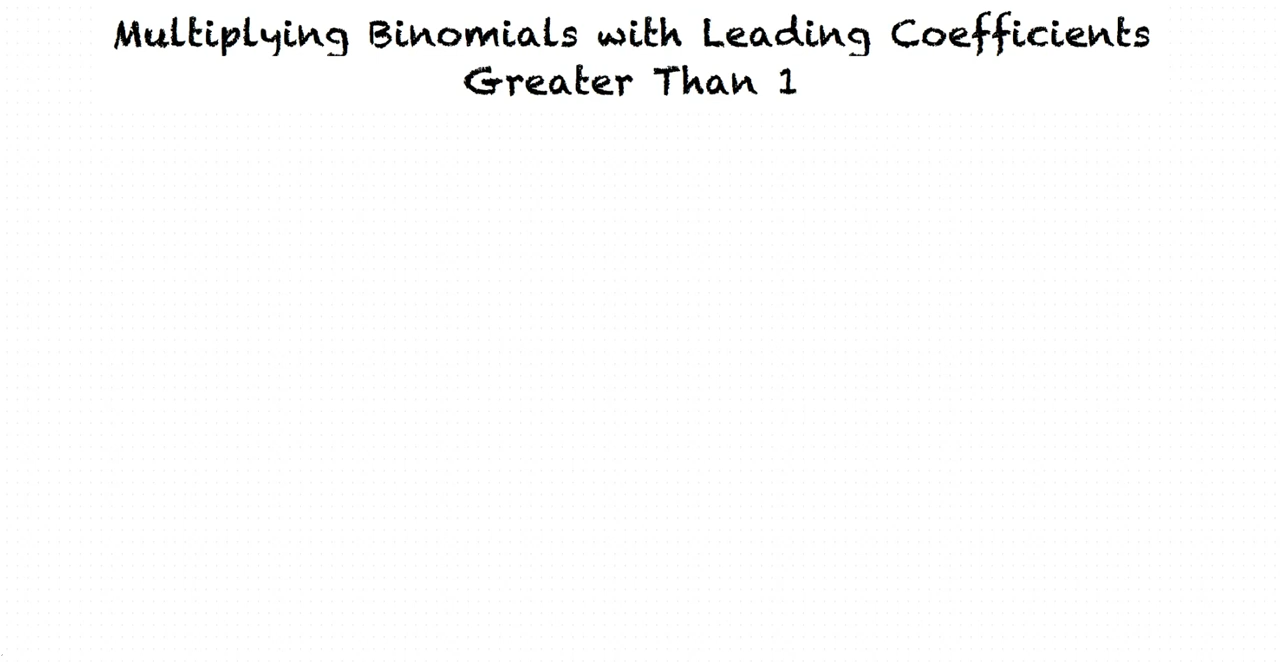 Multiplying Binomials with Leading Coefficients
Greater Than 1